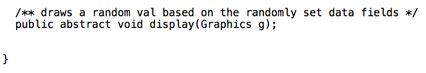 /** draws a random val based on the randomly set data fields */
public abstract void display(Graphics g);
}